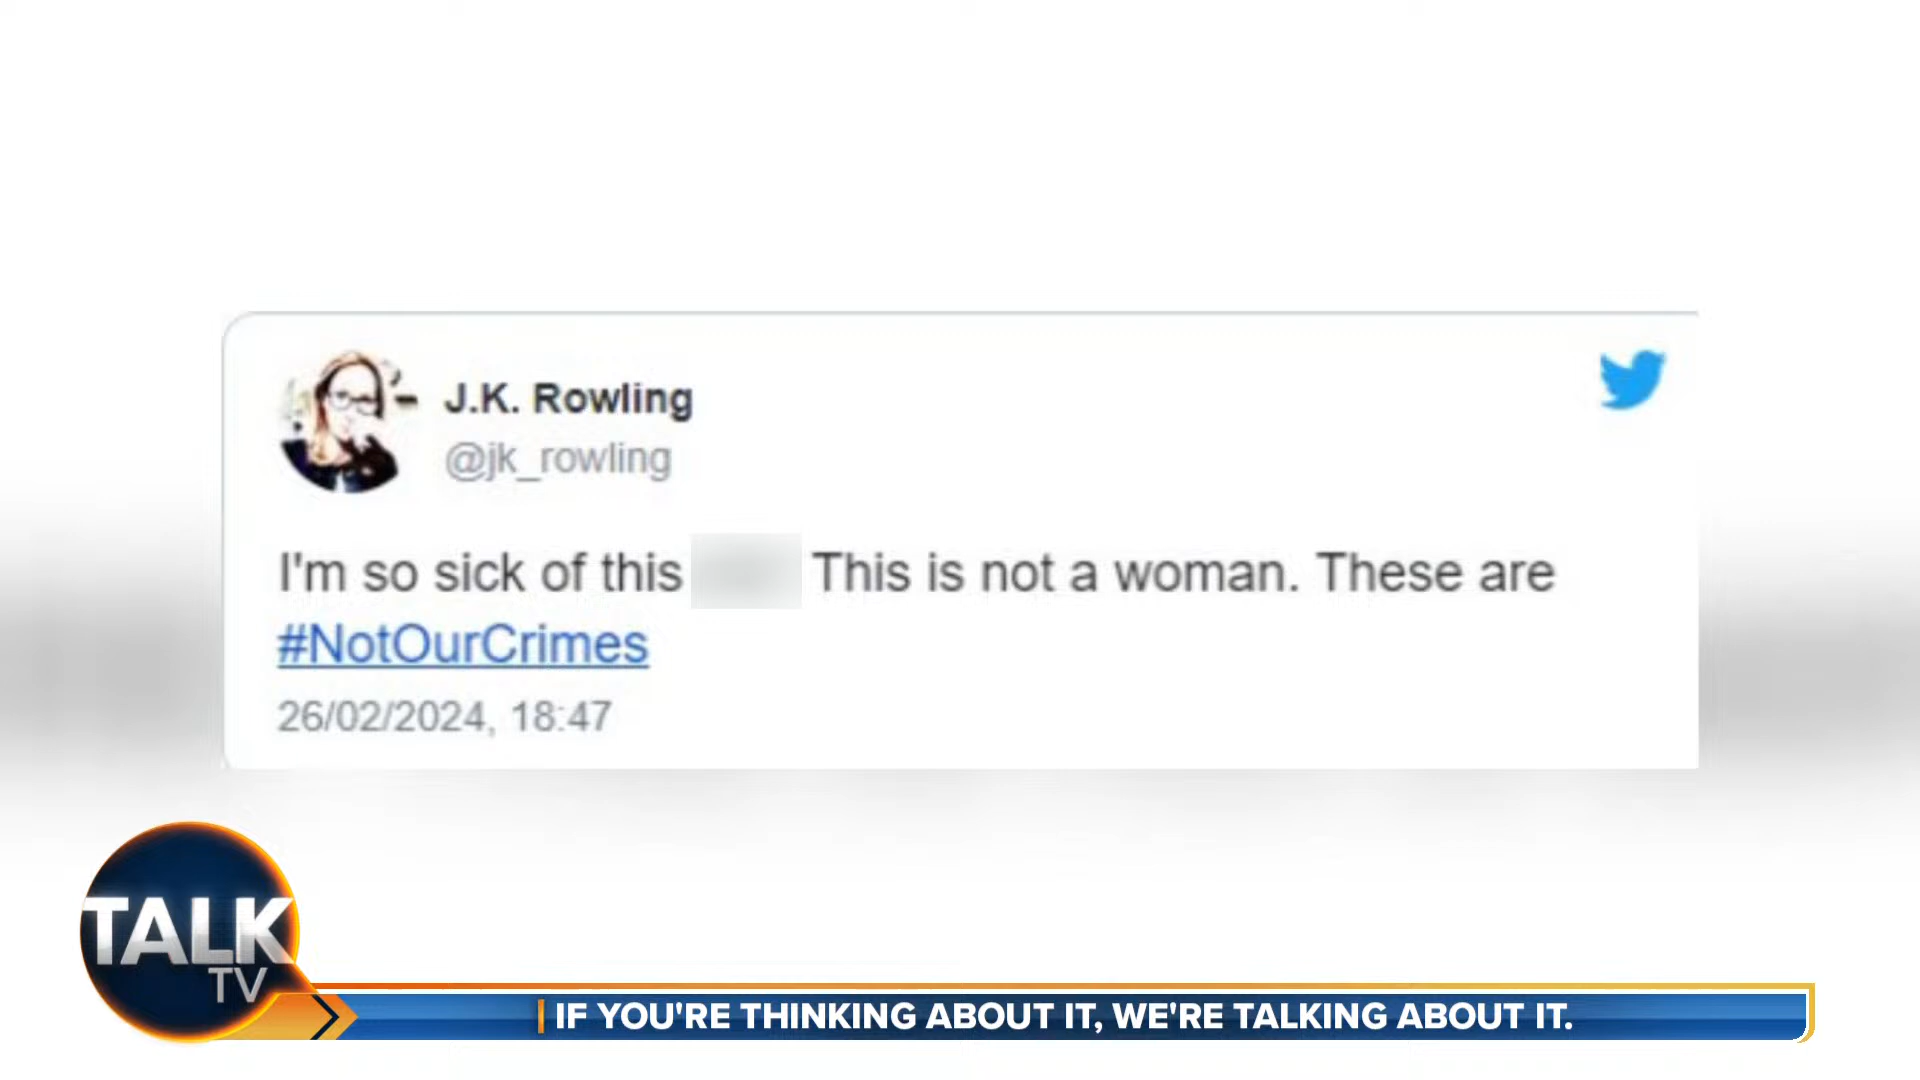 J.K. Rowling
@jk_rowling
I'm so sick of this This is not a woman. These are
#NotOurCrimes
26/02/2024, 18:47
TALK
TV
IF YOU'RE THINKING ABOUT IT, WE'RE TALKING ABOUT IT.